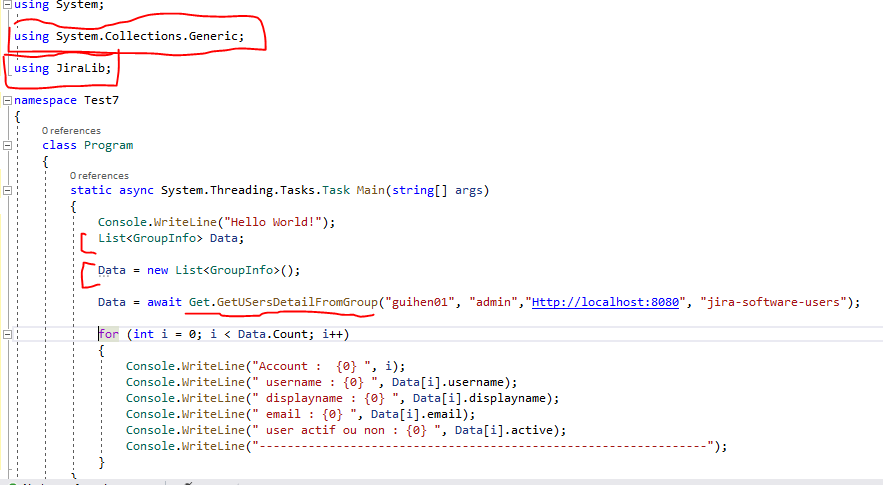 using System;
using System.Collections.Generic;
using JiraLib;
namespace Test7
{
0 references
class Program
{
0 references
static async System.Threading.Tasks.Task Main(string[] args)
{
Console.WriteLine("Hello World!");
List<GroupInfo> Data;
Data = new List<GroupInfo>();
Data = await Get.GetUSersDetailFromGroup("guihen01", "admin","Http://localhost:8080", "jira-software-users");
for (int i = 0; i < Data.Count; i++)
{
Console.WriteLine("Account :  {0} ", i);
Console.WriteLine(" username : {0} ", Data[i].username);
Console.WriteLine(" displayname : {0} ", Data[i].displayname);
Console.WriteLine(" email : {0} ", Data[i].email);
Console.WriteLine(" user actif ou non : {0} ", Data[i].active);
Console.WriteLine("----------------------------------------------------------------");
}
}